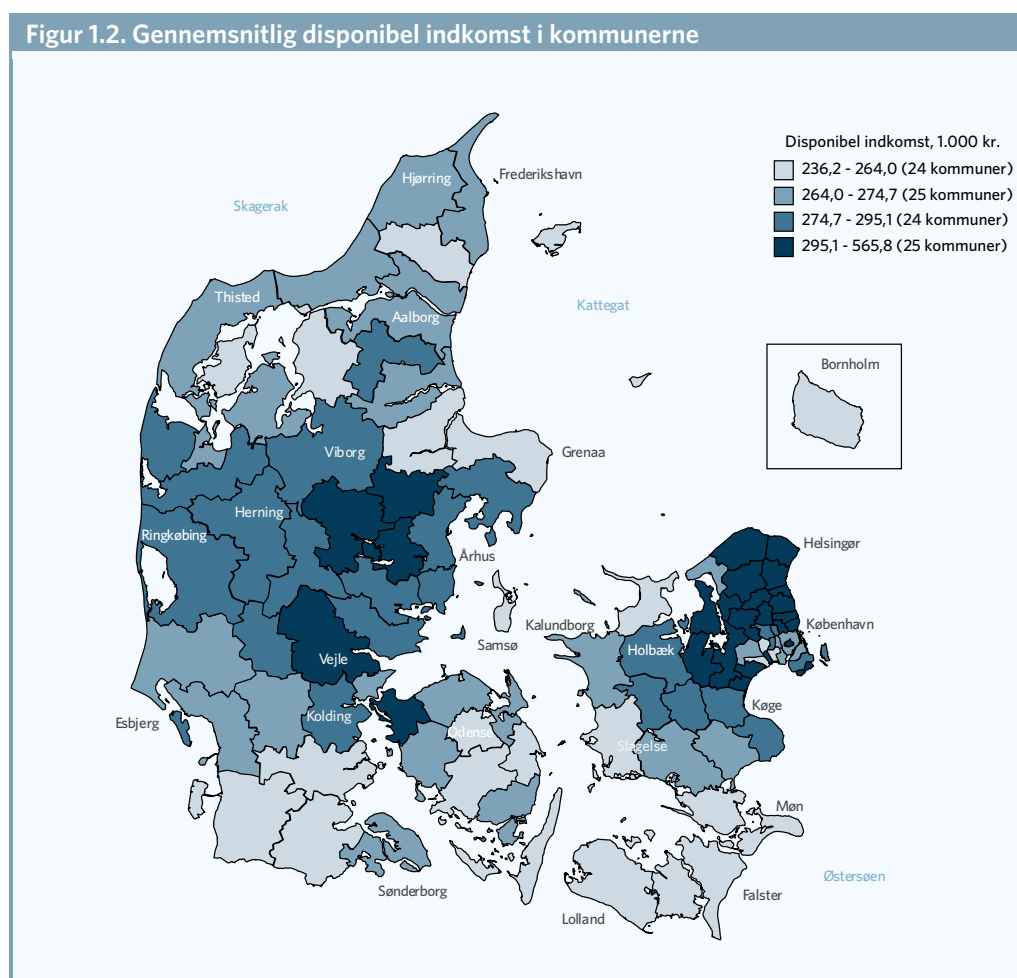 Figur 1.2. Gennemsnitlig disponibel indkomst i kommunerne
Disponibel indkomst, 1.000 kr.
236,2 - 264,0 (24 kommuner)
264,0 - 274,7 (25 kommuner)
274,7 - 295,1 (24 kommuner)
295,1 - 565,8 (25 kommuner)
Hjørring
Frederikshavn
Skagerak
Thisted
Kattegat
Aalborg
Bornholm
Viborg
Grenaa
Herning
Ringkøbing
Helsingør
Århus
København
Kalundborg
Samsø
Holbæk
Vejle
Køge
Esbjerg
Kolding
Odense
Slagelse
Møn
Østersøen
Sønderborg
Falster
Lolland